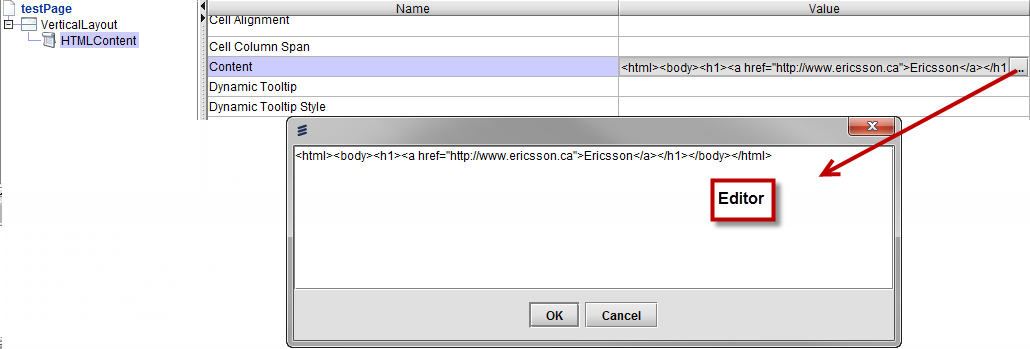 testPage
VerticalLayout
HTMLContent
Name Value
Cell Alignment
Cell Column Span
Content <html><body><h1><a href="http://www.ericsson.ca">Ericsson</a></h1 ...
Dynamic Tooltip
Dynamic Tooltip Style
<html><body><h1><a href="http://www.ericsson.ca">Ericsson</a></h1></body></html>
Editor
OK Cancel